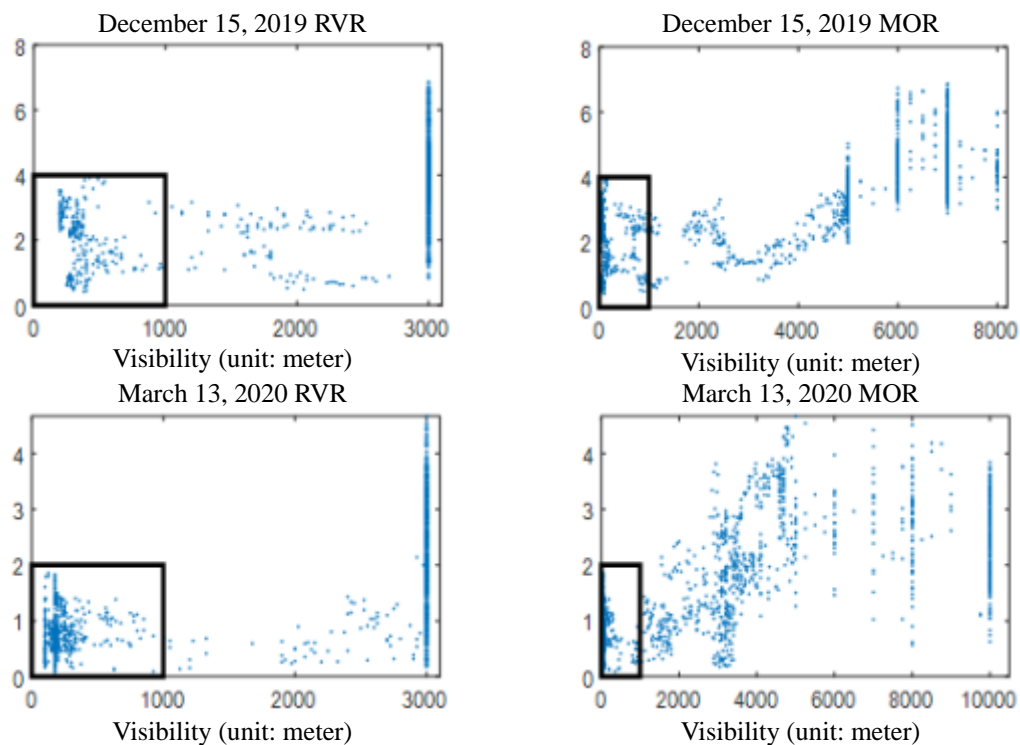 December 15, 2019 RVR
8
6
4
2
0
0 1000 2000 3000
Visibility (unit: meter)
December 15, 2019 MOR
8
6
4
2
0
0 2000 4000 6000 8000
Visibility (unit: meter)
March 13, 2020 RVR
4
3
2
1
0
0 1000 2000 3000
Visibility (unit: meter)
March 13, 2020 MOR
4
3
2
1
0
0 2000 4000 6000 8000 10000
Visibility (unit: meter)